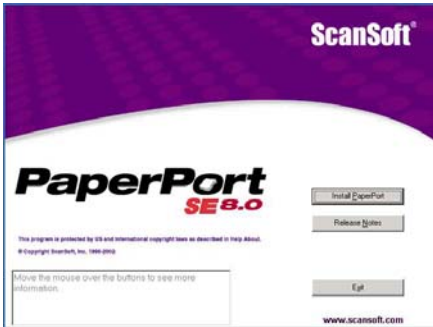 ScanSoft®
PaperPort
SE 8.0
Install PaperPort
Release Notes
This program is protected by US and international copyright laws as described in Help About.
© Copyright ScanSoft, Inc. 1995-2002
Move the mouse over the buttons to see more
information.
Exit
www.scansoft.com